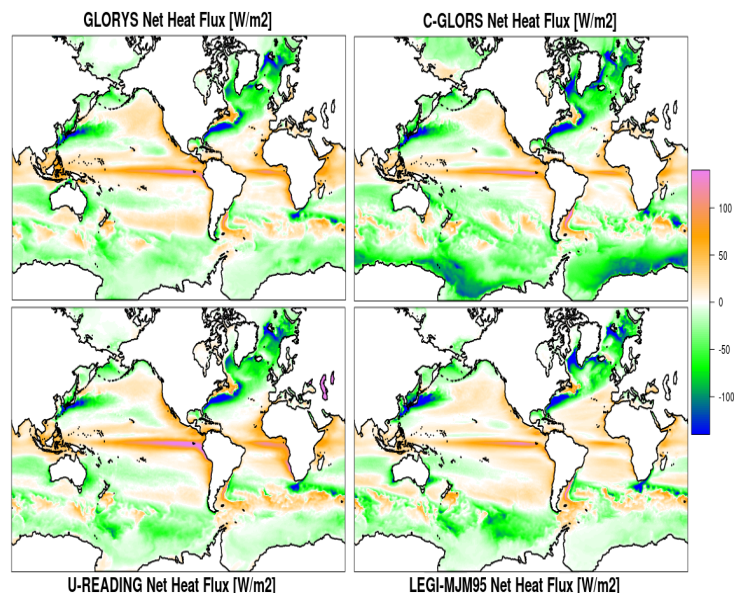 GLORYS Net Heat Flux [W/m2]
C-GLORS Net Heat Flux [W/m2]
100
50
0
-50
-100
U-READING Net Heat Flux [W/m2]
LEGI-MJM95 Net Heat Flux [W/m2]